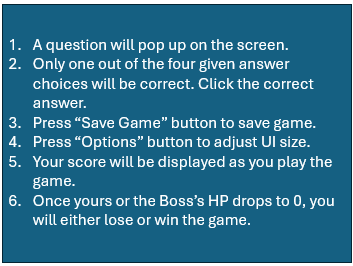 1. A question will pop up on the screen.
2. Only one out of the four given answer
choices will be correct. Click the correct
answer.
3. Press “Save Game” button to save game.
4. Press “Options” button to adjust UI size.
5. Your score will be displayed as you play the
game.
6. Once yours or the Boss’s HP drops to 0, you
will either lose or win the game.